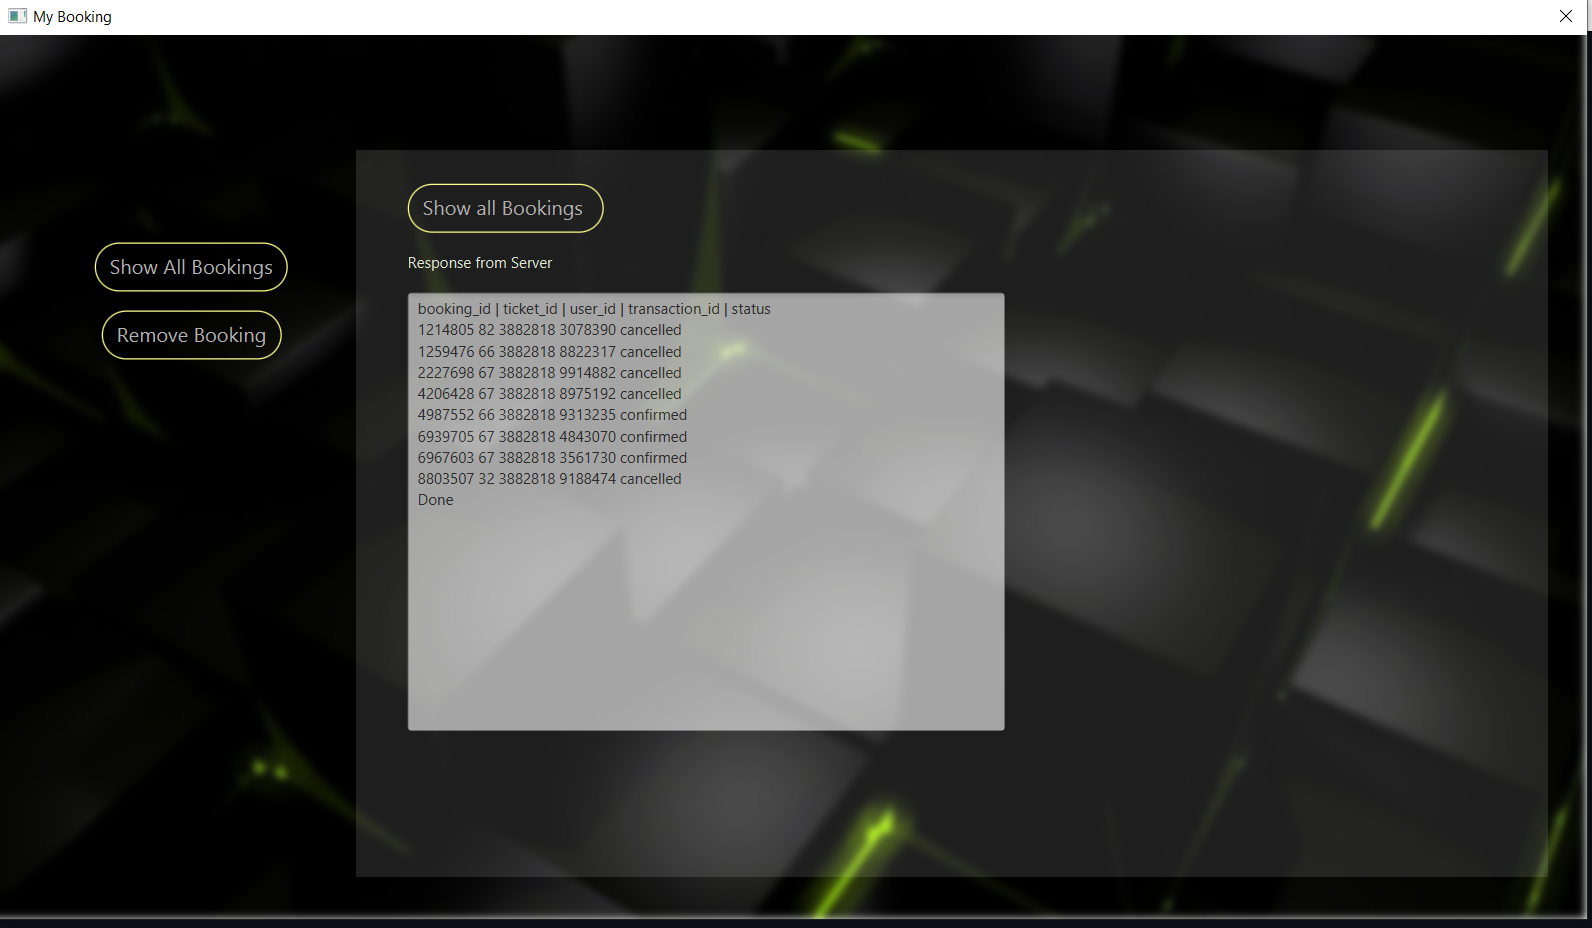 My Booking
Show All Bookings
Remove Booking
Show all Bookings
Response from Server
booking_id | ticket_id | user_id | transaction_id | status
1214805 82 3882818 3078390 cancelled
1259476 66 3882818 8822317 cancelled
2227698 67 3882818 9914882 cancelled
4206428 67 3882818 8975192 cancelled
4987552 66 3882818 9313235 confirmed
6939705 67 3882818 4843070 confirmed
6967603 67 3882818 3561730 confirmed
8803507 32 3882818 9188474 cancelled
Done